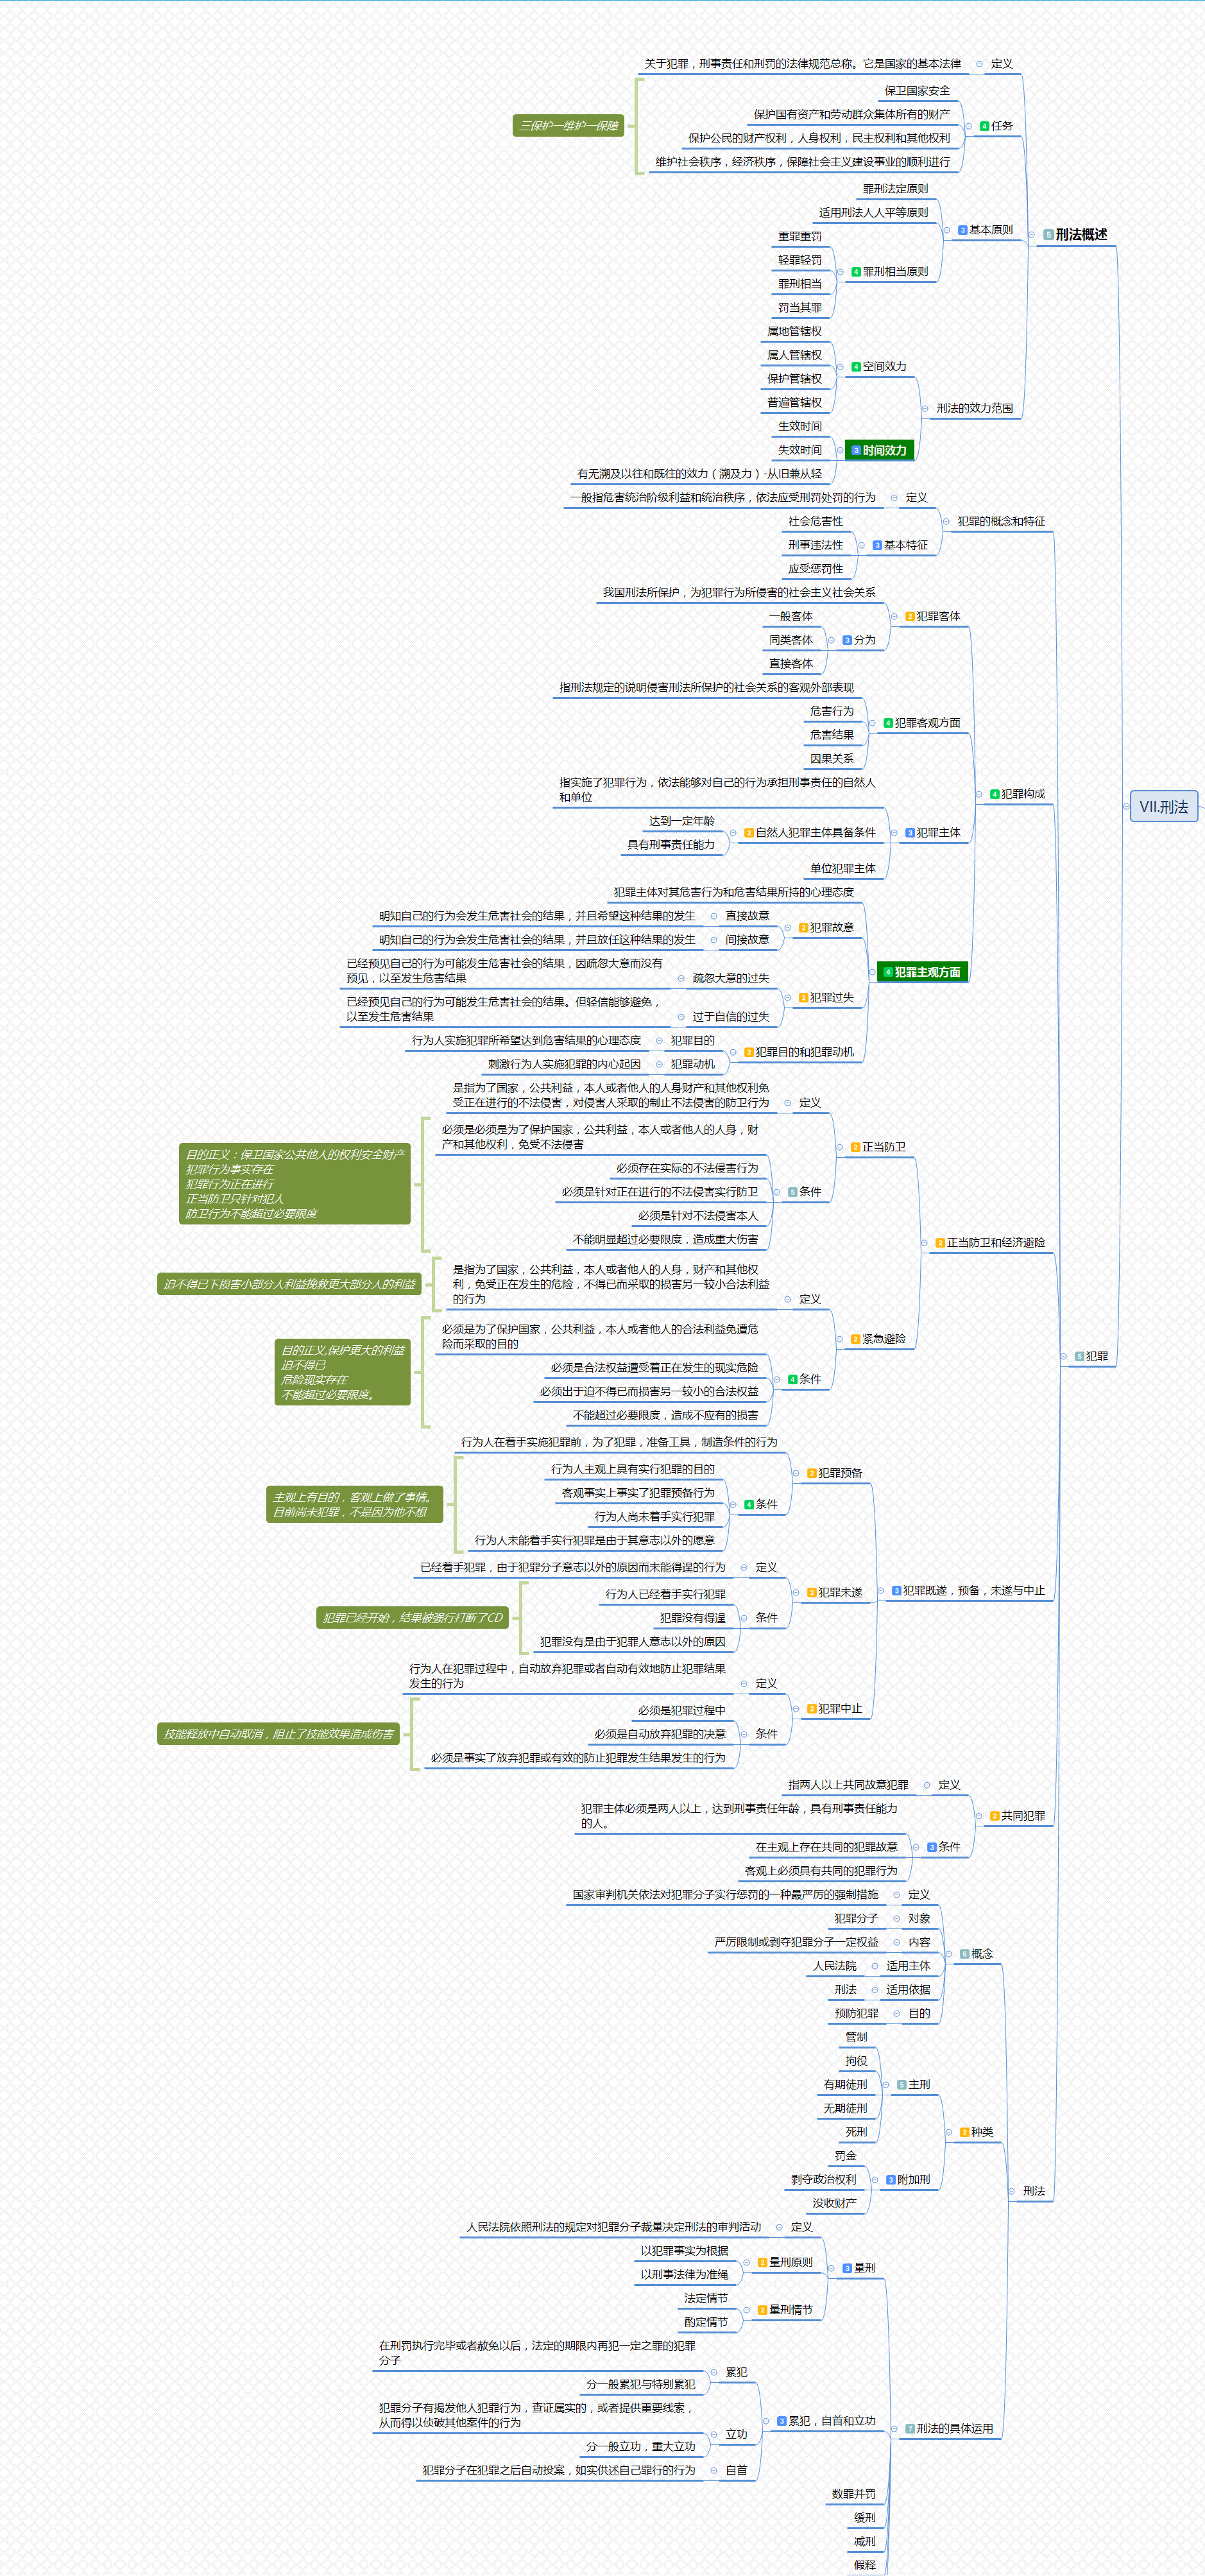 VII.刑法
5 刑法概述
定义
关于犯罪，刑事责任和刑罚的法律规范总称。它是国家的基本法律
4 任务
保卫国家安全
保护国有资产和劳动群众集体所有的财产
保护公民的财产权利，人身权利，民主权利和其他权利
维护社会秩序，经济秩序，保障社会主义建设事业的顺利进行
三保护一维护一保障
3 基本原则
罪刑法定原则
适用刑法人人平等原则
4 罪刑相当原则
重罪重罚
轻罪轻罚
罪刑相当
罚当其罪
刑法的效力范围
4 空间效力
属地管辖权
属人管辖权
保护管辖权
普遍管辖权
3 时间效力
生效时间
失效时间
有无溯及以往和既往的效力（溯及力）-从旧兼从轻
5 犯罪
犯罪的概念和特征
定义
一般指危害统治阶级利益和统治秩序，依法应受刑罚处罚的行为
3 基本特征
社会危害性
刑事违法性
应受惩罚性
4 犯罪构成
2 犯罪客体
我国刑法所保护，为犯罪行为所侵害的社会主义社会关系
3 分为
一般客体
同类客体
直接客体
4 犯罪客观方面
指刑法规定的说明侵害刑法所保护的社会关系的客观外部表现
危害行为
危害结果
因果关系
3 犯罪主体
指实施了犯罪行为，依法能够对自己的行为承担刑事责任的自然人
和单位
2 自然人犯罪主体具备条件
达到一定年龄
具有刑事责任能力
单位犯罪主体
4 犯罪主观方面
犯罪主体对其危害行为和危害结果所持的心理态度
2 犯罪故意
直接故意
明知自己的行为会发生危害社会的结果，并且希望这种结果的发生
间接故意
明知自己的行为会发生危害社会的结果，并且放任这种结果的发生
2 犯罪过失
疏忽大意的过失
已经预见自己的行为可能发生危害社会的结果，因疏忽大意而没有
预见，以至发生危害结果
过于自信的过失
已经预见自己的行为可能发生危害社会的结果。但轻信能够避免，
以至发生危害结果
2 犯罪目的和犯罪动机
犯罪目的
行为人实施犯罪所希望达到危害结果的心理态度
犯罪动机
刺激行为人实施犯罪的内心起因
2 正当防卫和经济避险
2 正当防卫
定义
是指为了国家，公共利益，本人或者他人的人身财产和其他权利免
受正在进行的不法侵害，对侵害人采取的制止不法侵害的防卫行为
5 条件
必须是必须是为了保护国家，公共利益，本人或者他人的人身，财
产和其他权利，免受不法侵害
必须存在实际的不法侵害行为
必须是针对正在进行的不法侵害实行防卫
必须是针对不法侵害本人
不能明显超过必要限度，造成重大伤害
目的正义：保卫国家公共他人的权利安全财产
犯罪行为事实存在
犯罪行为正在进行
正当防卫只针对犯人
防卫行为不能超过必要限度
2 紧急避险
定义
是指为了国家，公共利益，本人或者他人的人身，财产和其他权
利，免受正在发生的危险，不得已而采取的损害另一较小合法利益
的行为
迫不得已下损害小部分人利益挽救更大部分人的利益
4 条件
必须是为了保护国家，公共利益，本人或者他人的合法利益免遭危
险而采取的目的
必须是合法权益遭受着正在发生的现实危险
必须出于迫不得已而损害另一较小的合法权益
不能超过必要限度，造成不应有的损害
目的正义,保护更大的利益
迫不得已
危险现实存在
不能超过必要限度。
3 犯罪既遂，预备，未遂与中止
2 犯罪预备
行为人在着手实施犯罪前，为了犯罪，准备工具，制造条件的行为
4 条件
行为人主观上具有实行犯罪的目的
客观事实上事实了犯罪预备行为
行为人尚未着手实行犯罪
行为人未能着手实行犯罪是由于其意志以外的愿意
主观上有目的，客观上做了事情。
目前尚未犯罪，不是因为他不想
2 犯罪未遂
定义
已经着手犯罪，由于犯罪分子意志以外的原因而未能得逞的行为
条件
行为人已经着手实行犯罪
犯罪没有得逞
犯罪没有是由于犯罪人意志以外的原因
犯罪已经开始，结果被强行打断了CD
2 犯罪中止
定义
行为人在犯罪过程中，自动放弃犯罪或者自动有效地防止犯罪结果
发生的行为
条件
必须是犯罪过程中
必须是自动放弃犯罪的决意
必须是事实了放弃犯罪或有效的防止犯罪发生结果发生的行为
技能释放中自动取消，阻止了技能效果造成伤害
2 共同犯罪
定义
指两人以上共同故意犯罪
3 条件
犯罪主体必须是两人以上，达到刑事责任年龄，具有刑事责任能力
的人。
在主观上存在共同的犯罪故意
客观上必须具有共同的犯罪行为
刑法
6 概念
定义
国家审判机关依法对犯罪分子实行惩罚的一种最严厉的强制措施
对象
犯罪分子
内容
严厉限制或剥夺犯罪分子一定权益
适用主体
人民法院
适用依据
刑法
目的
预防犯罪
2 种类
5 主刑
管制
拘役
有期徒刑
无期徒刑
死刑
3 附加刑
罚金
剥夺政治权利
没收财产
7 刑法的具体运用
3 量刑
定义
人民法院依照刑法的规定对犯罪分子裁量决定刑法的审判活动
2 量刑原则
以犯罪事实为根据
以刑事法律为准绳
2 量刑情节
法定情节
酌定情节
3 累犯，自首和立功
累犯
在刑罚执行完毕或者赦免以后，法定的期限内再犯一定之罪的犯罪
分子
分一般累犯与特别累犯
立功
犯罪分子有揭发他人犯罪行为，查证属实的，或者提供重要线索，
从而得以侦破其他案件的行为
分一般立功，重大立功
自首
犯罪分子在犯罪之后自动投案，如实供述自己罪行的行为
数罪并罚
缓刑
减刑
假释